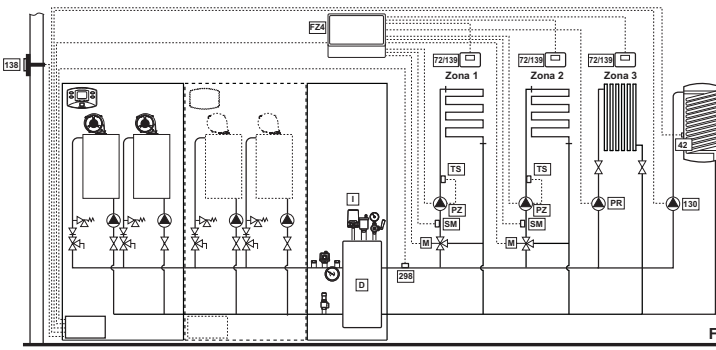 FZ4
138
72/139
72/139
72/139
Zona 1
Zona 2
Zona 3
42
TS
TS
I
PZ
PZ
PR
130
SM
SM
M
M
298
D
F